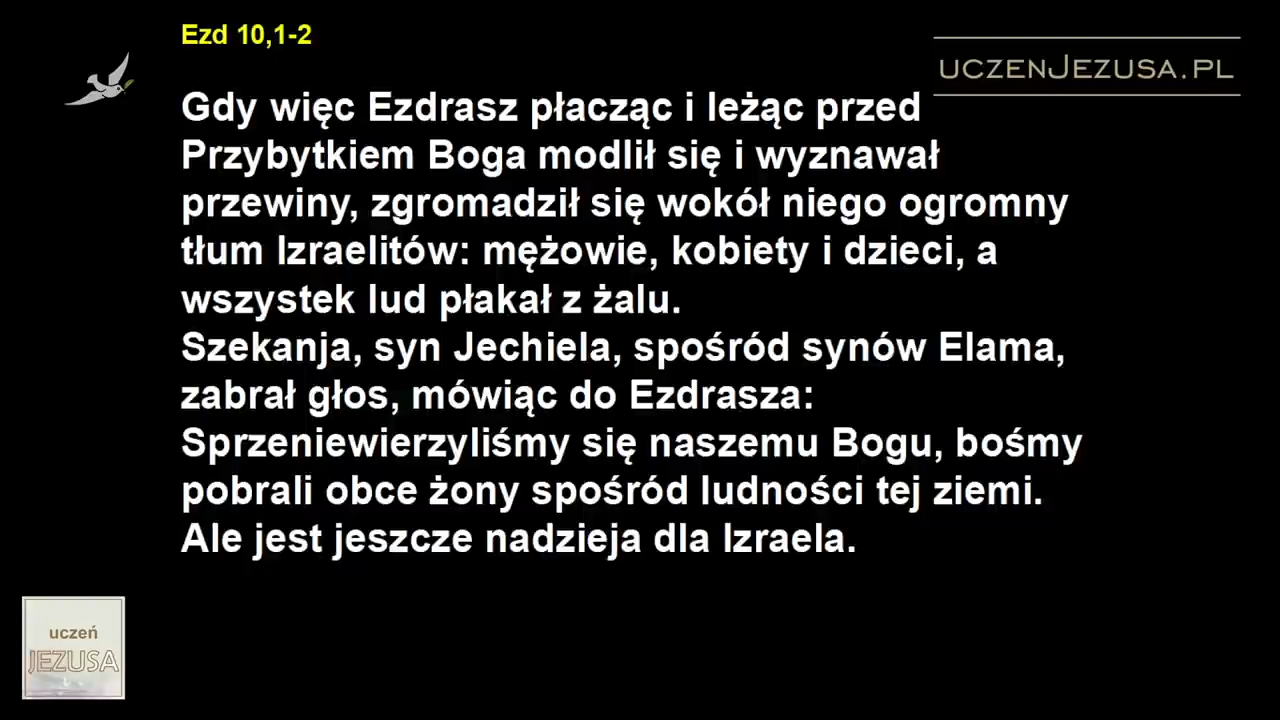 Ezd 10,1-2
UCZENJEZUSA.PL
Gdy więc Ezdrasz płacząc i leżąc przed
Przybytkiem Boga modlił się i wyznawał
przewiny, zgromadził się wokół niego ogromny
tłum Izraelitów: mężowie, kobiety i dzieci, a
wszystek lud płakał z żalu.
Szekanja, syn Jechiela, spośród synów Elama,
zabrał głos, mówiąc do Ezdrasza:
Sprzeniewierzyliśmy się naszemu Bogu, bośmy
pobrali obce żony spośród ludności tej ziemi.
Ale jest jeszcze nadzieja dla Izraela.
uczeń
JEZUSA